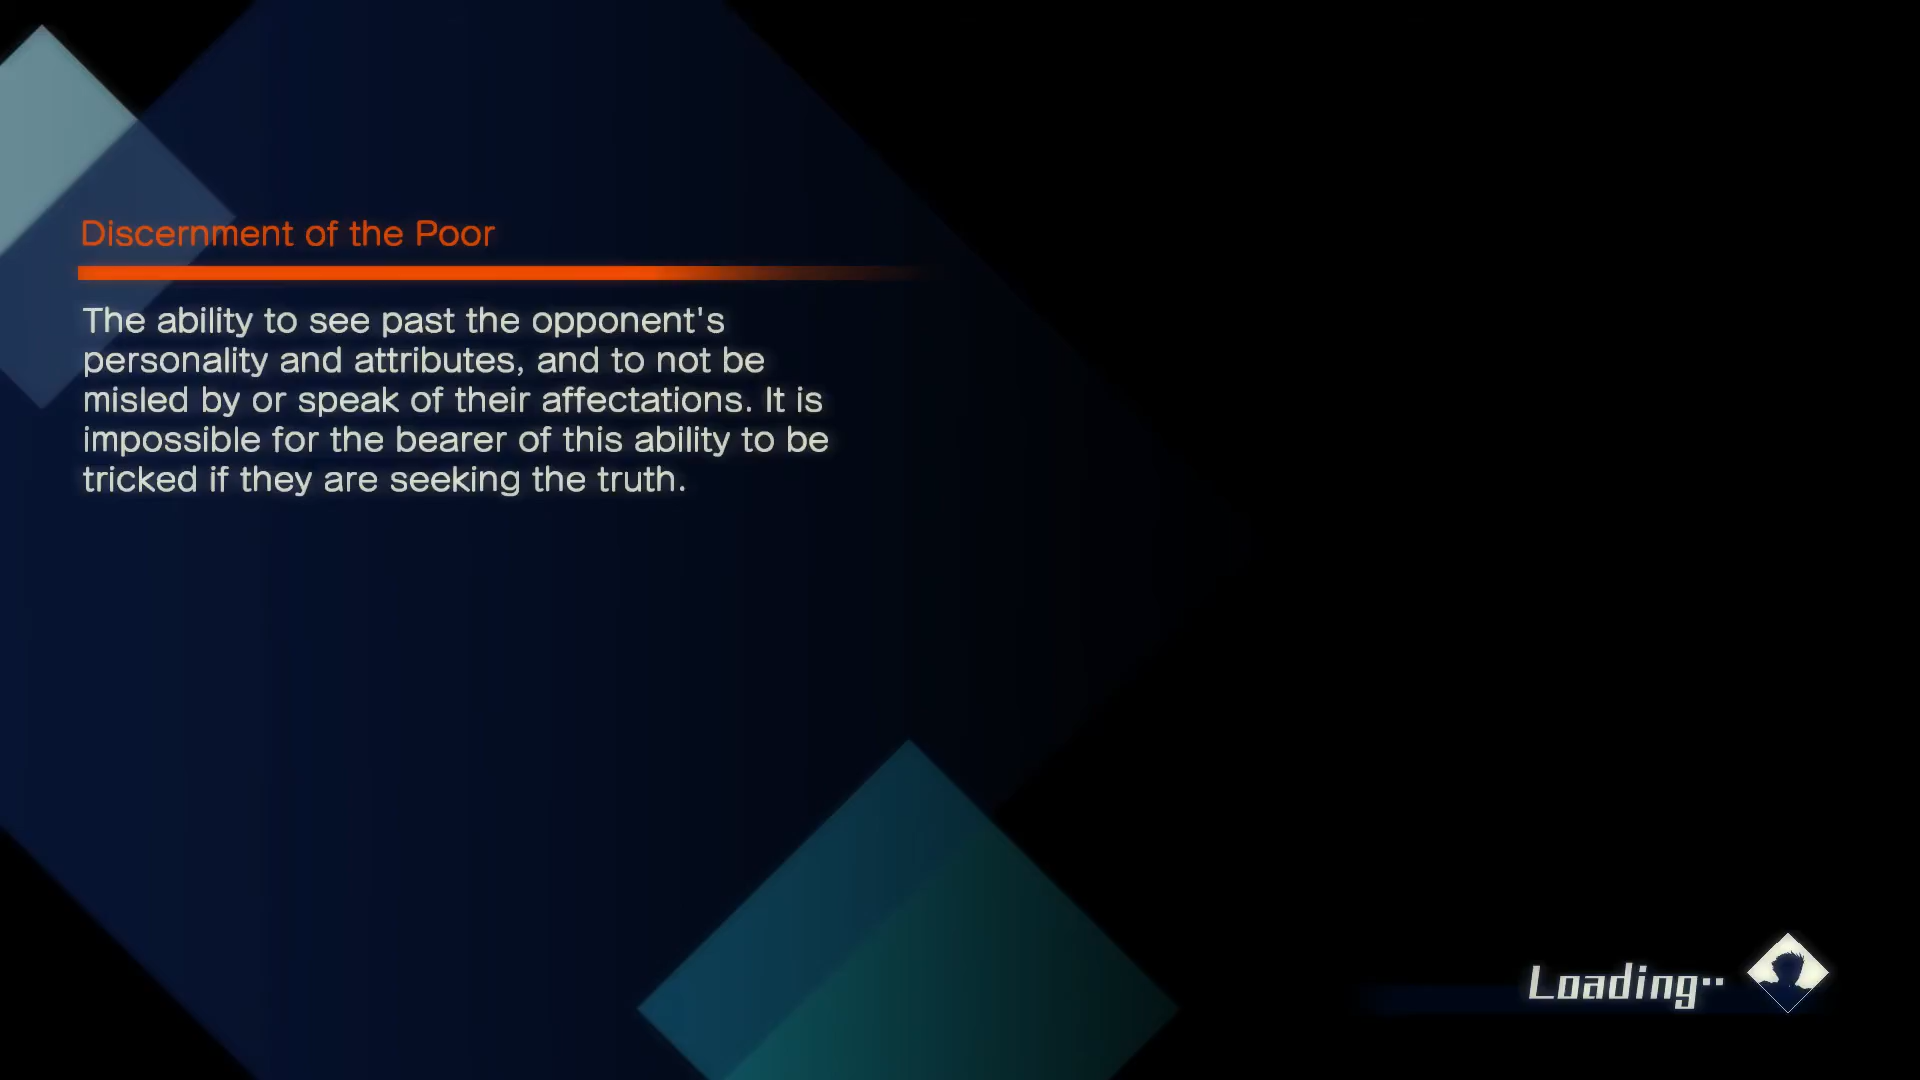 Discernment of the Poor
The ability to see past the opponent's
personality and attributes, and to not be
misled by or speak of their affectations. It is
impossible for the bearer of this ability to be
tricked if they are seeking the truth.
Loading··